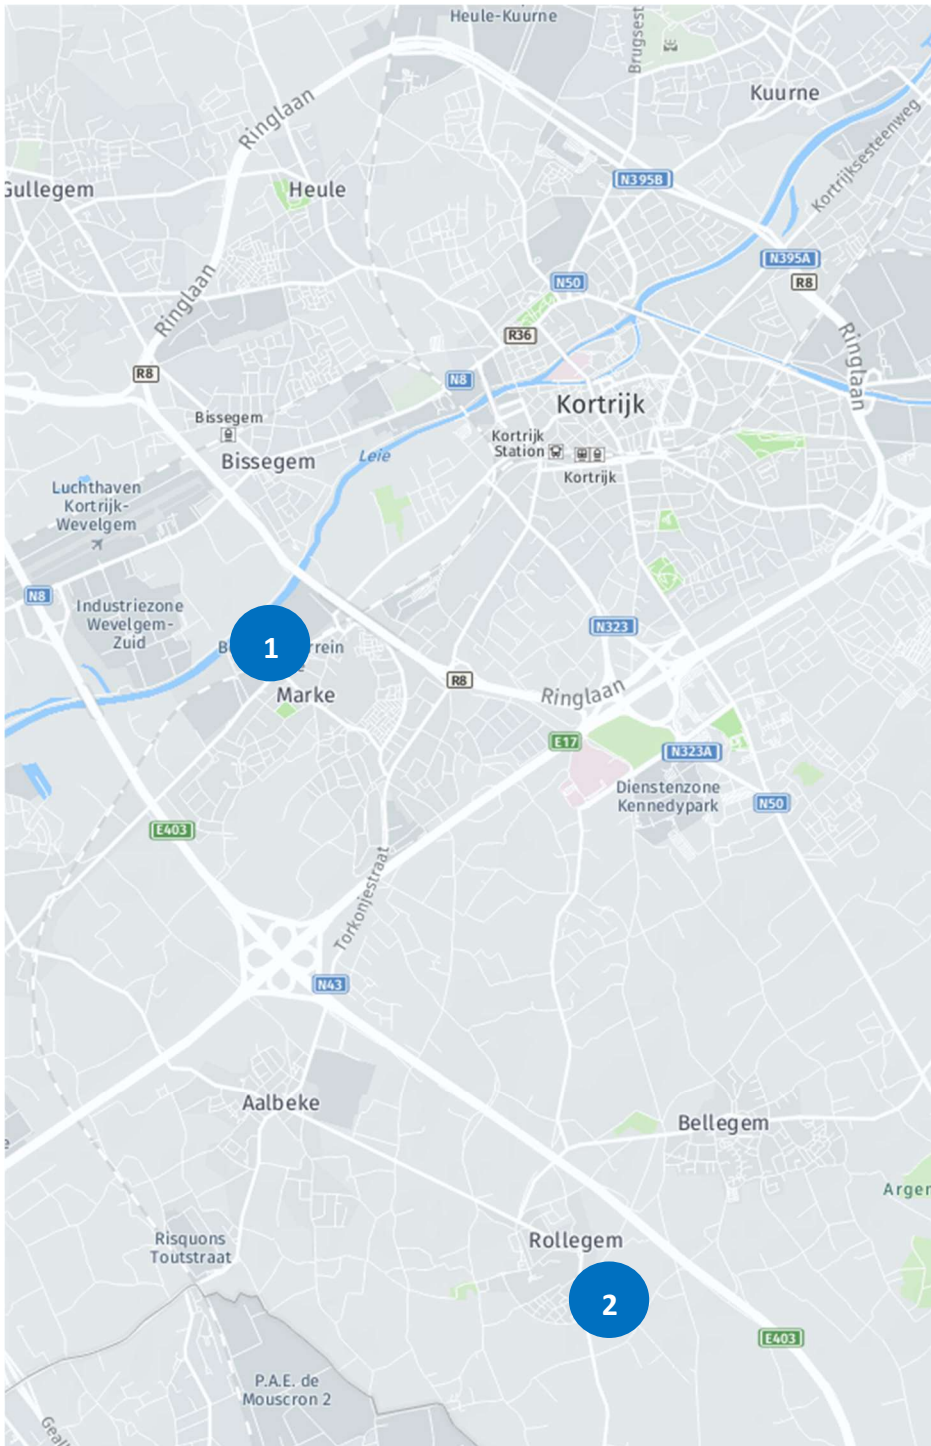 Heule-Kuurne
Brugsest
Kuurne
Ringlaan
Kortrijksesteenweg
Gullegem
Heule
N395B
N395A
R8
N50
Ringlaan
R36
Ringlaan
R8
N8
Kortrijk
Bissegem
Kortrijk
Station
Leie
Bissegem
Kortrijk
Luchthaven
Kortrijk-
Wevelgem
N8
Industriezone
Wevelgem-
Zuid
N323
1
B
rrein
e
Marke
R8
Ringlaan
E17
N323A
Dienstenzone
Kennedypark
N50
E403
Torkonjestraat
N43
Aalbeke
Bellegem
e
Arger
Risquons
Toutstraat
Rollegem
2
E403
P.A.E. de
Mouscron 2